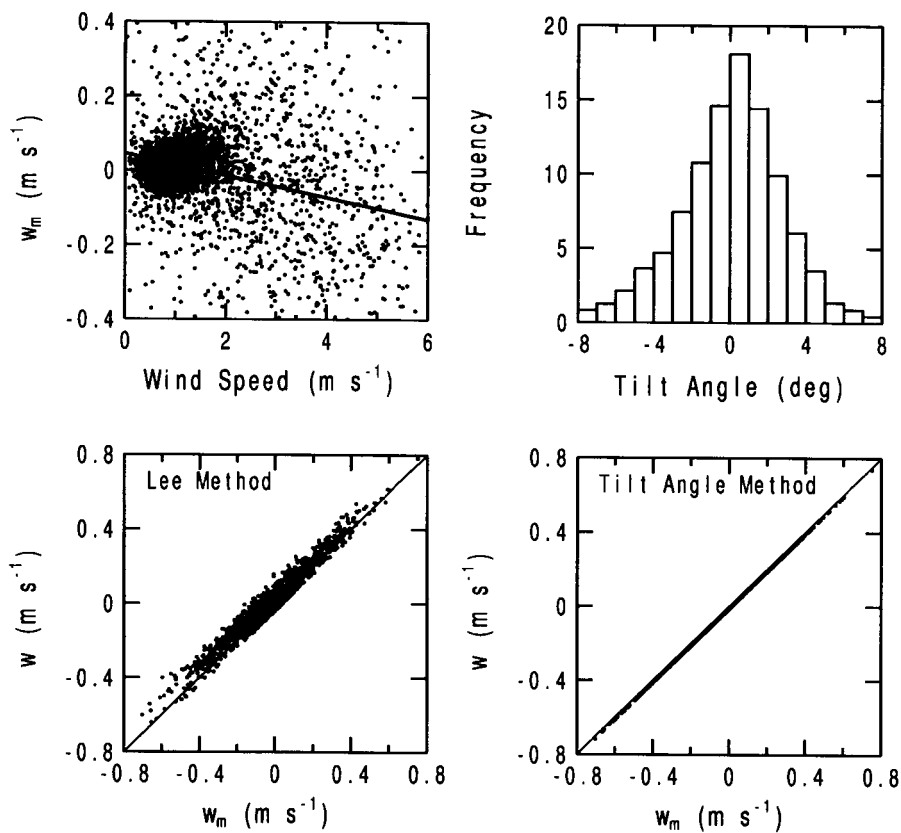 0.4
0.2
0
-0.2
-0.4
w_m (m s^-1)
0 2 4 6
Wind Speed (m s^-1)
20
15
10
5
0
Frequency
-8 -4 0 4 8
Tilt Angle (deg)
0.8
0.4
0
-0.4
-0.8
w (m s^-1)
Lee Method
-0.8 -0.4 0 0.4 0.8
w_m (m s^-1)
0.8
0.4
0
-0.4
-0.8
w (m s^-1)
Tilt Angle Method
-0.8 -0.4 0 0.4 0.8
w_m (m s^-1)